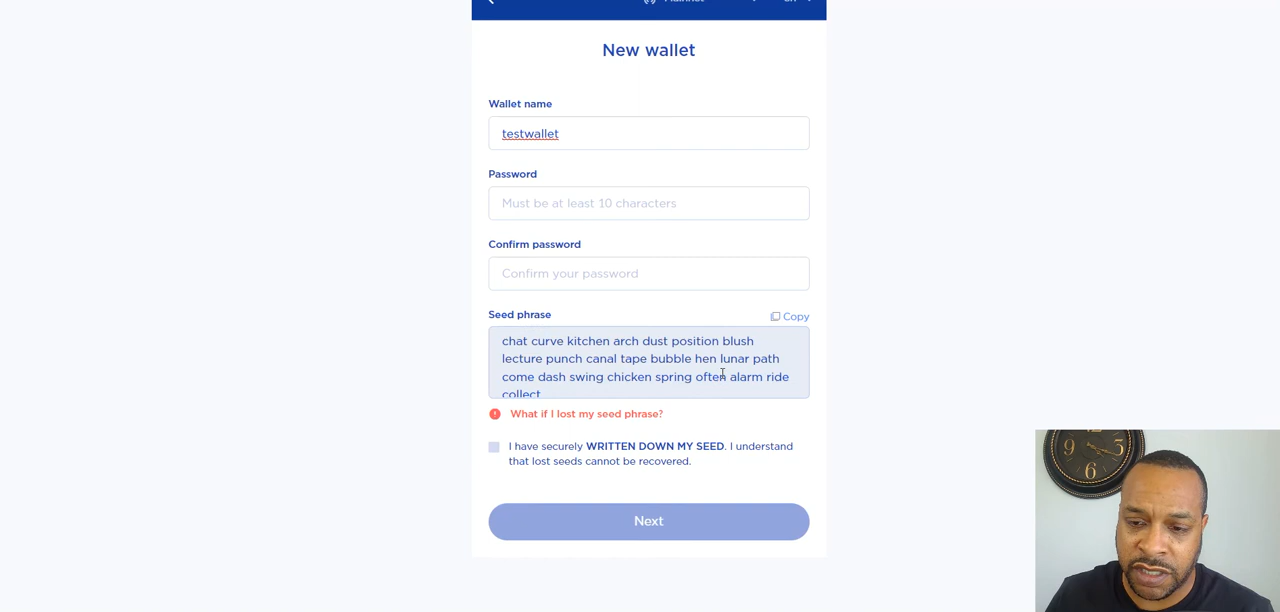 New wallet
Wallet name
testwallet
Password
Must be at least 10 characters
Confirm password
Confirm your password
Seed phrase
Copy
chat curve kitchen arch dust position blush
lecture punch canal tape bubble hen lunar path
come dash swing chicken spring often alarm ride
collect
What if I lost my seed phrase?
I have securely WRITTEN DOWN MY SEED. I understand
that lost seeds cannot be recovered.
Next
9 3